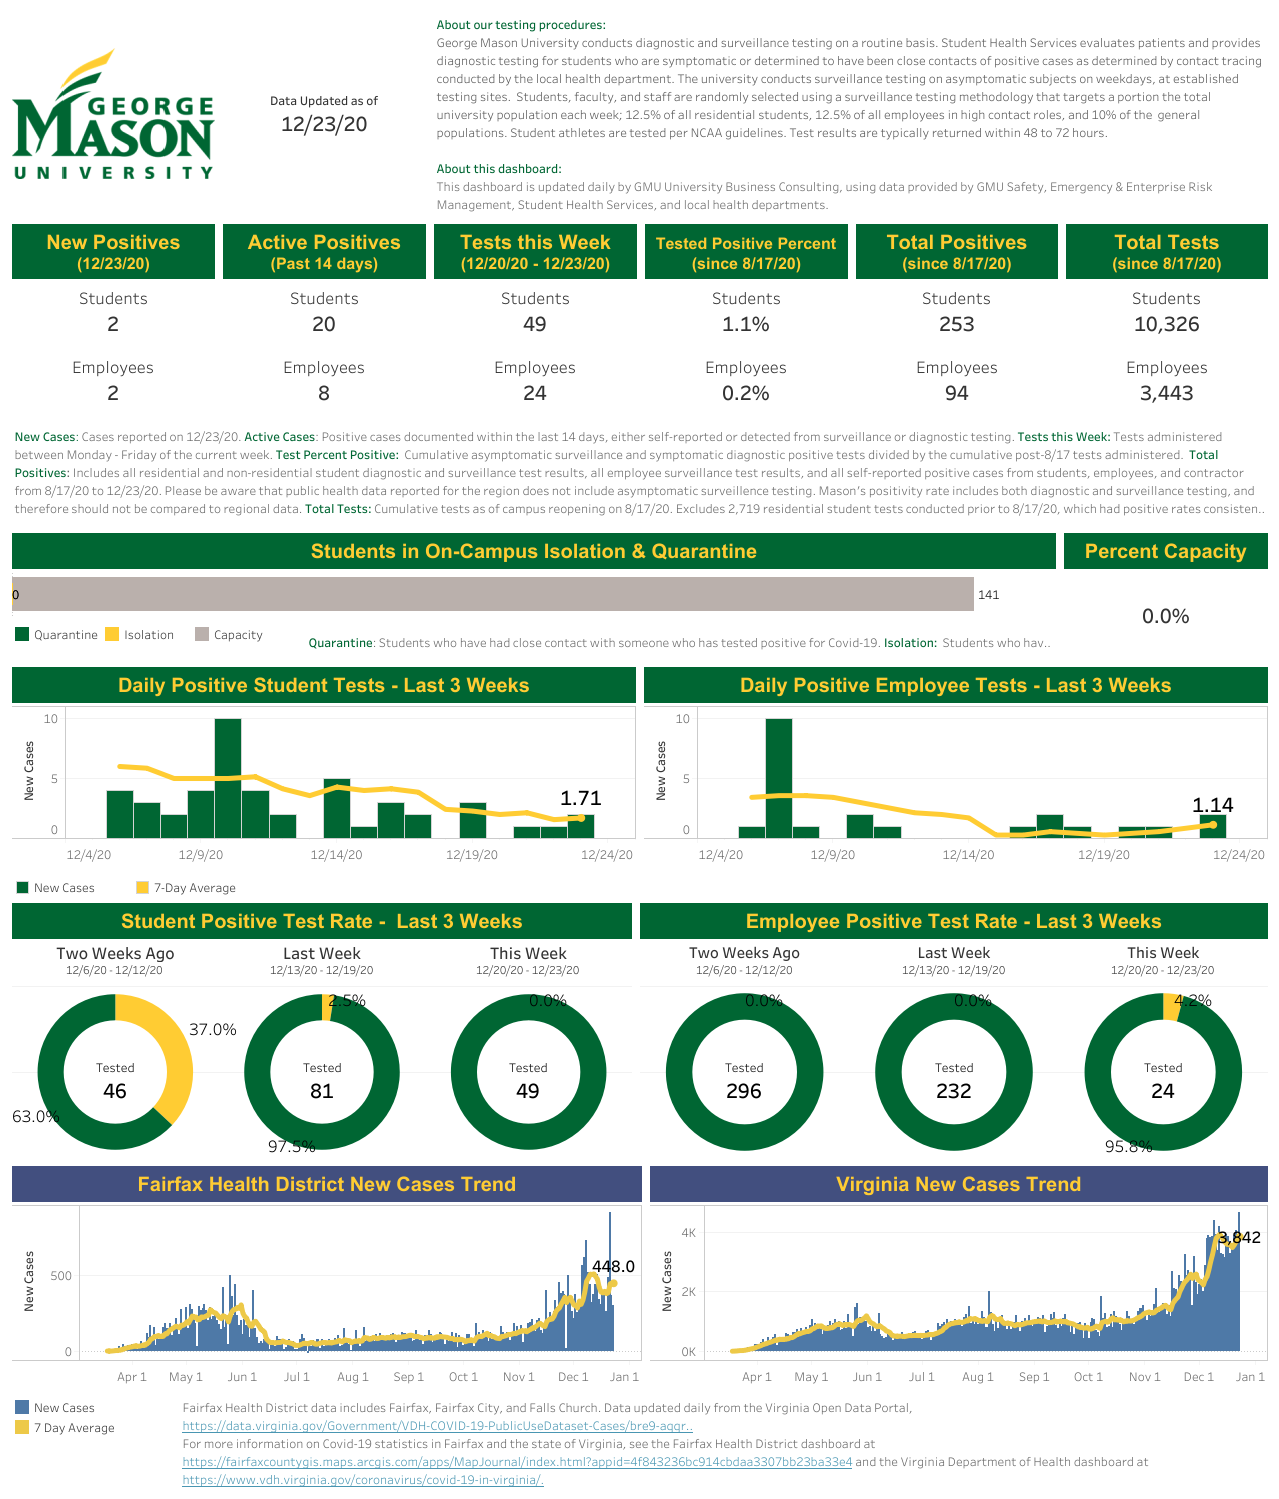 GEORGE
MASON
UNIVERSITY
Data Updated as of
12/23/20
About our testing procedures:
George Mason University conducts diagnostic and surveillance testing on a routine basis. Student Health Services evaluates patients and provides
diagnostic testing for students who are symptomatic or determined to have been close contacts of positive cases as determined by contact tracing
conducted by the local health department. The university conducts surveillance testing on asymptomatic subjects on weekdays, at established
testing sites. Students, faculty, and staff are randomly selected using a surveillance testing methodology that targets a portion the total
university population each week; 12.5% of all residential students, 12.5% of all employees in high contact roles, and 10% of the general
populations. Student athletes are tested per NCAA guidelines. Test results are typically returned within 48 to 72 hours.
About this dashboard:
This dashboard is updated daily by GMU University Business Consulting, using data provided by GMU Safety, Emergency & Enterprise Risk
Management, Student Health Services, and local health departments.
New Positives
(12/23/20)
Students
2
Employees
2
Active Positives
(Past 14 days)
Students
20
Employees
8
Tests this Week
(12/20/20 - 12/23/20)
Students
49
Employees
24
Tested Positive Percent
(since 8/17/20)
Students
1.1%
Employees
0.2%
Total Positives
(since 8/17/20)
Students
253
Employees
94
Total Tests
(since 8/17/20)
Students
10,326
Employees
3,443
New Cases: Cases reported on 12/23/20. Active Cases: Positive cases documented within the last 14 days, either self-reported or detected from surveillance or diagnostic testing. Tests this Week: Tests administered
between Monday - Friday of the current week. Test Percent Positive: Cumulative asymptomatic surveillance and symptomatic diagnostic positive tests divided by the cumulative post-8/17 tests administered. Total
Positives: Includes all residential and non-residential student diagnostic and surveillance test results, all employee surveillance test results, and all self-reported positive cases from students, employees, and contractor
from 8/17/20 to 12/23/20. Please be aware that public health data reported for the region does not include asymptomatic surveillence testing. Mason's positivity rate includes both diagnostic and surveillance testing, and
therefore should not be compared to regional data. Total Tests: Cumulative tests as of campus reopening on 8/17/20. Excludes 2,719 residential student tests conducted prior to 8/17/20, which had positive rates consisten..
Students in On-Campus Isolation & Quarantine
0
141
Quarantine Isolation Capacity
Quarantine: Students who have had close contact with someone who has tested positive for Covid-19. Isolation: Students who hav..
Percent Capacity
0.0%
Daily Positive Student Tests - Last 3 Weeks
New Cases
10
5
0
1.71
12/4/20 12/9/20 12/14/20 12/19/20 12/24/20
Daily Positive Employee Tests - Last 3 Weeks
New Cases
10
5
0
1.14
12/4/20 12/9/20 12/14/20 12/19/20 12/24/20
New Cases 7-Day Average
Student Positive Test Rate - Last 3 Weeks
Two Weeks Ago
12/6/20 - 12/12/20
37.0%
Tested
46
63.0%
Last Week
12/13/20 - 12/19/20
2.5%
Tested
81
97.5%
This Week
12/20/20 - 12/23/20
0.0%
Tested
49
Employee Positive Test Rate - Last 3 Weeks
Two Weeks Ago
12/6/20 - 12/12/20
0.0%
Tested
296
Last Week
12/13/20 - 12/19/20
0.0%
Tested
232
This Week
12/20/20 - 12/23/20
4.2%
Tested
24
95.8%
Fairfax Health District New Cases Trend
New Cases
500
0
448.0
Apr 1 May 1 Jun 1 Jul 1 Aug 1 Sep 1 Oct 1 Nov 1 Dec 1 Jan 1
Virginia New Cases Trend
New Cases
4K
2K
0K
3,842
Apr 1 May 1 Jun 1 Jul 1 Aug 1 Sep 1 Oct 1 Nov 1 Dec 1 Jan 1
New Cases
7 Day Average
Fairfax Health District data includes Fairfax, Fairfax City, and Falls Church. Data updated daily from the Virginia Open Data Portal,
https://data.virginia.gov/Government/VDH-COVID-19-PublicUseDataset-Cases/bre9-aqqr..
For more information on Covid-19 statistics in Fairfax and the state of Virginia, see the Fairfax Health District dashboard at
https://fairfaxcountygis.maps.arcgis.com/apps/MapJournal/index.html?appid=4f843236bc914cbdaa3307bb23ba33e4 and the Virginia Department of Health dashboard at
https://www.vdh.virginia.gov/coronavirus/covid-19-in-virginia/.